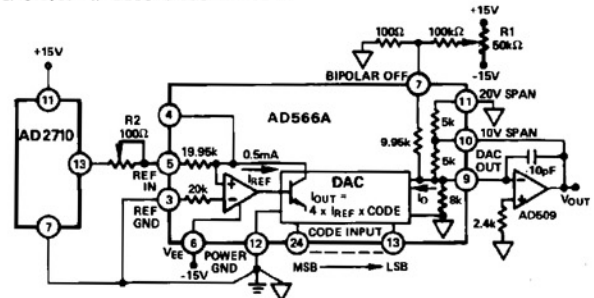 +15V
11
AD2710
13
7
R2
100Ω
4
5
REF
IN
3
REF
GND
19.95k
20k
0.5mA
IREF
AD566A
DAC
IOUT =
4 × IREF × CODE
CODE INPUT
VEE
6
-15V
POWER
GND
12
24
13
MSB
LSB
100Ω
100kΩ
+15V
R1
50kΩ
-15V
BIPOLAR OFF
7
9.95k
5k
5k
IO
8k
11
20V SPAN
10
10V SPAN
9
DAC
OUT
10pF
AD509
2.4k
VOUT